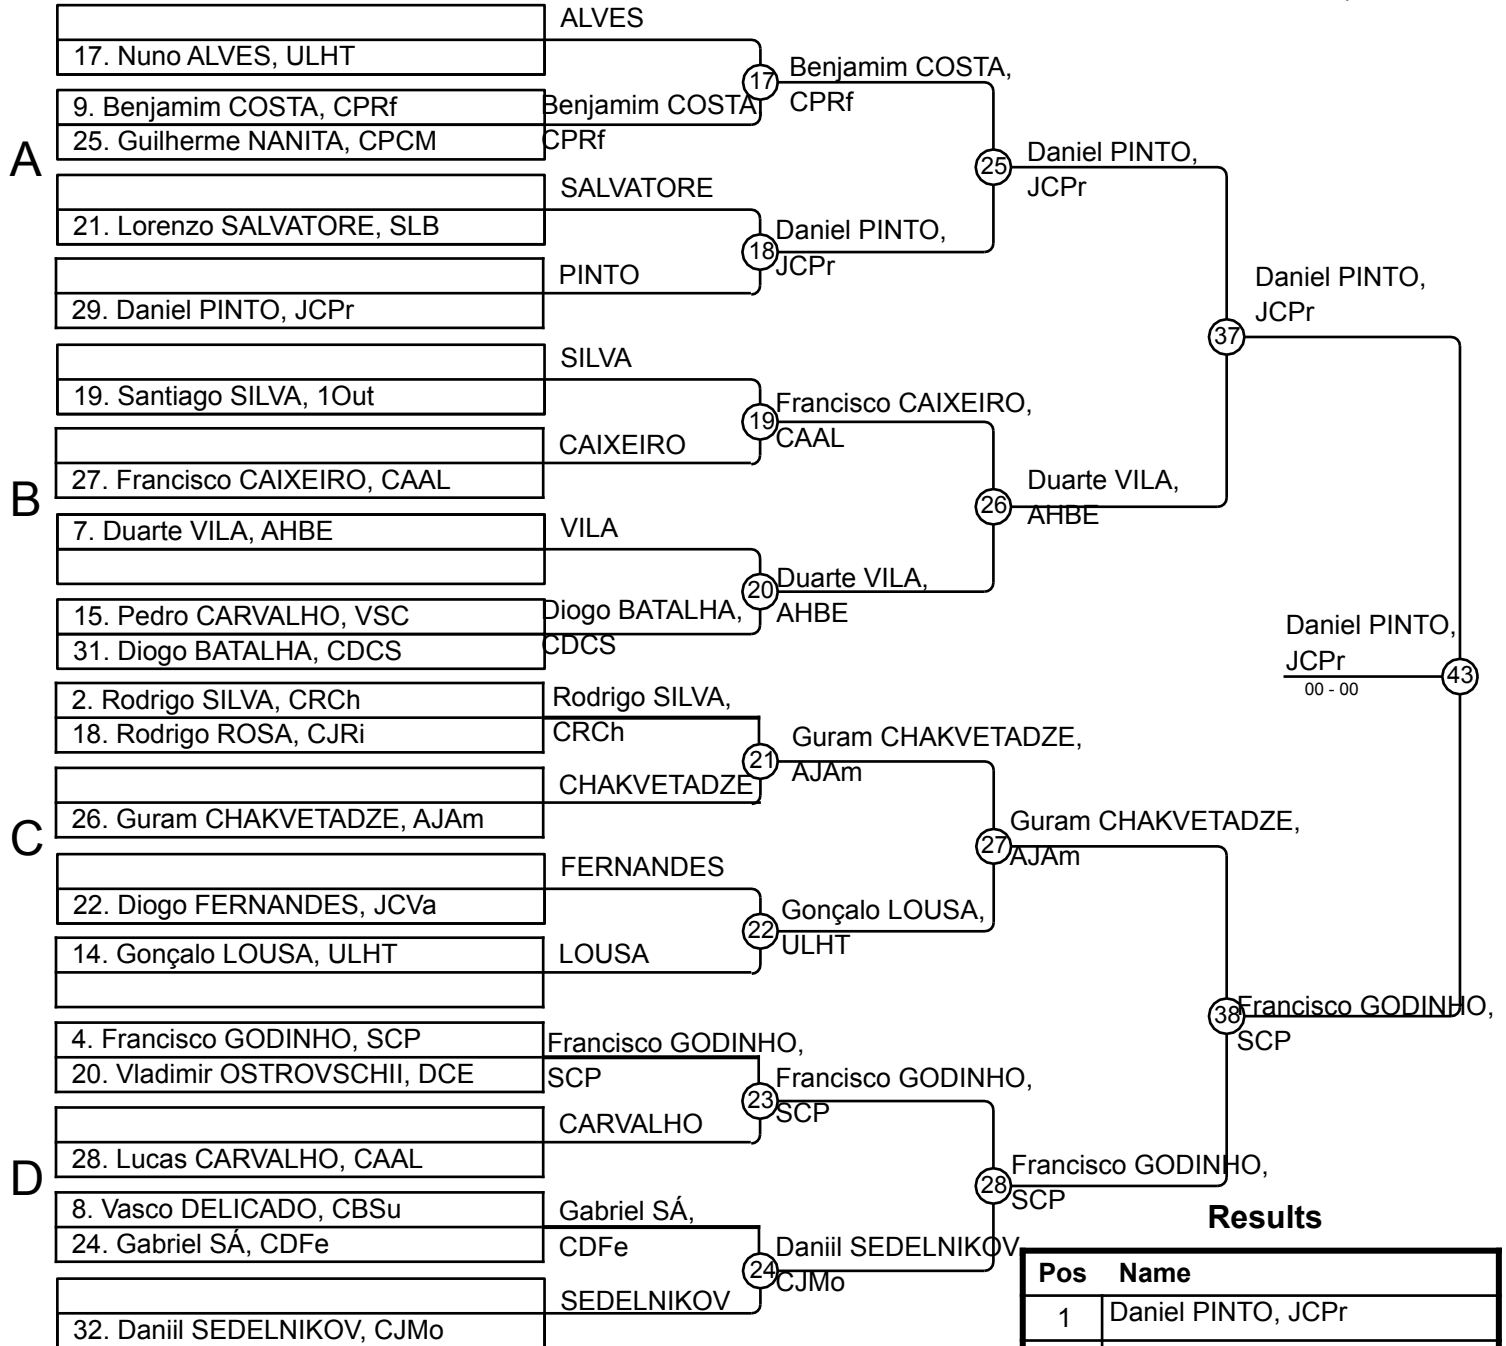 ALVES
17. Nuno ALVES, ULHT
17
Benjamim COSTA,
CPRf
9. Benjamim COSTA, CPRf
Benjamim COSTA
25. Guilherme NANITA, CPCM
CPRf
A
25
Daniel PINTO,
JCPr
SALVATORE
21. Lorenzo SALVATORE, SLB
18
Daniel PINTO,
JCPr
PINTO
29. Daniel PINTO, JCPr
Daniel PINTO,
JCPr
37
SILVA
19. Santiago SILVA, 1Out
19
Francisco CAIXEIRO,
CAAL
CAIXEIRO
27. Francisco CAIXEIRO, CAAL
B
26
Duarte VILA,
AHBE
7. Duarte VILA, AHBE
VILA
20
Duarte VILA,
AHBE
15. Pedro CARVALHO, VSC
Diogo BATALHA,
31. Diogo BATALHA, CDCS
CDCS
Daniel PINTO,
JCPr
43
00 - 00
2. Rodrigo SILVA, CRCh
Rodrigo SILVA,
18. Rodrigo ROSA, CJRi
CRCh
21
Guram CHAKVETADZE,
AJAm
CHAKVETADZE
26. Guram CHAKVETADZE, AJAm
C
27
Guram CHAKVETADZE,
AJAm
FERNANDES
22. Diogo FERNANDES, JCVa
22
Gonçalo LOUSA,
ULHT
14. Gonçalo LOUSA, ULHT
LOUSA
38
Francisco GODINHO,
SCP
4. Francisco GODINHO, SCP
Francisco GODINHO,
20. Vladimir OSTROVSCHII, DCE
SCP
23
Francisco GODINHO,
SCP
CARVALHO
28. Lucas CARVALHO, CAAL
D
28
Francisco GODINHO,
SCP
8. Vasco DELICADO, CBSu
Gabriel SÁ,
24. Gabriel SÁ, CDFe
CDFe
24
Daniil SEDELNIKOV,
CJMo
SEDELNIKOV
32. Daniil SEDELNIKOV, CJMo
Results
Pos Name
1 Daniel PINTO, JCPr